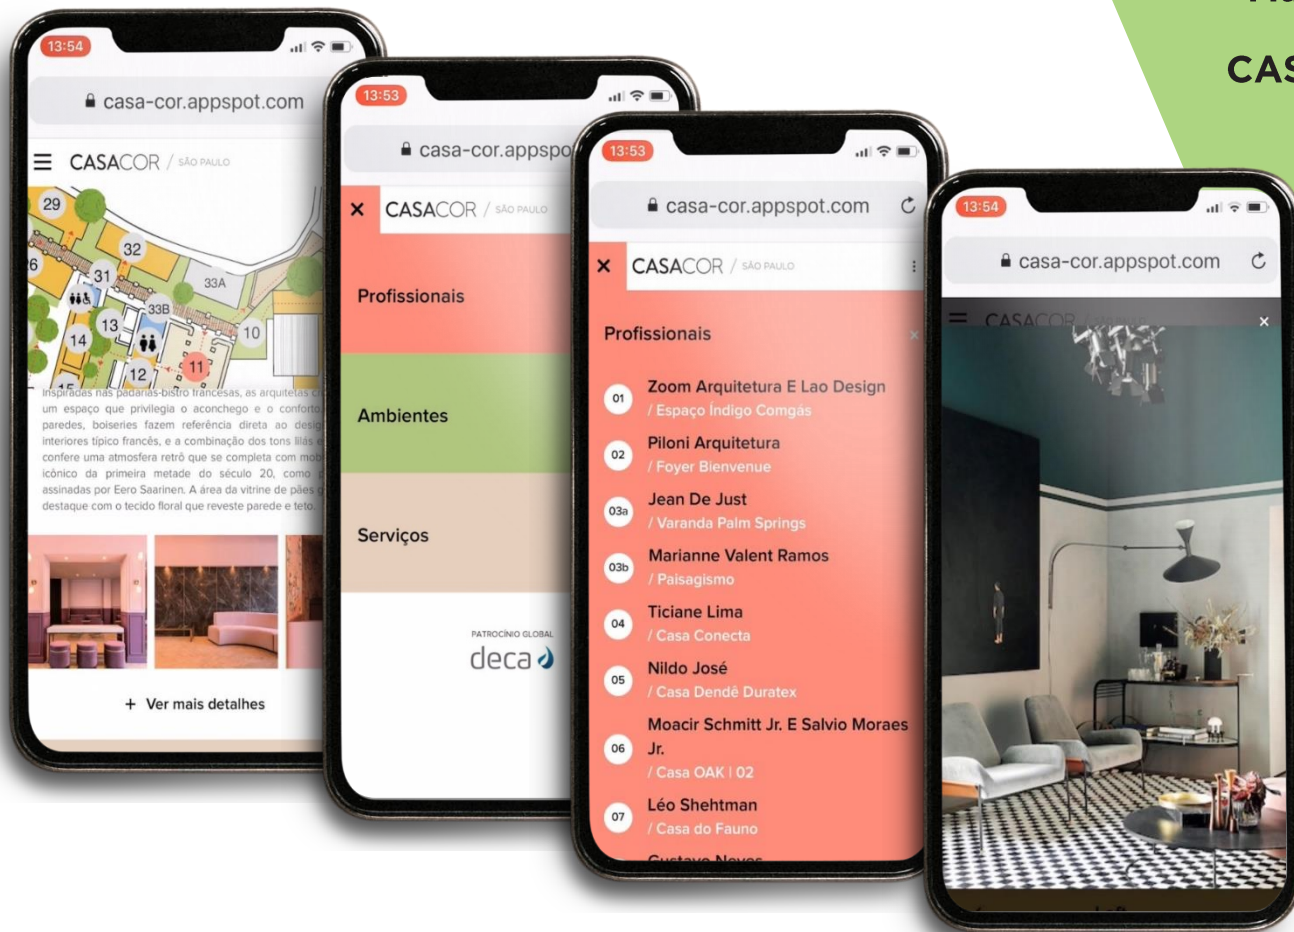 CAS
13:54
casa-cor.appspot.com
CASACOR / SÃO PAULO
29
32
33A
31
33B
13
10
14
11
12
15
Inspiradas nas padarias-bistrô francesas, as arquitetas
um espaço que privilegia o aconchego e o conforto
paredes, boiseries fazem referência direta ao
interiores típico francês, e a combinação dos tons lilás
confere uma atmosfera retrô que se completa com
icônico da primeira metade do século 20, como
assinadas por Eero Saarinen. A área da vitrine de pães
destaque com o tecido floral que reveste parede e teto.
+ Ver mais detalhes
13:53
casa-cor.appspo
× CASACOR / SÃO PAULO
Profissionais
Ambientes
Serviços
PATROCÍNIO GLOBAL
deca
13:53
casa-cor.appspot.com
× CASACOR / SÃO PAULO
Profissionais ×
01 Zoom Arquitetura E Lao Design
/ Espaço Índigo Comgás
02 Piloni Arquitetura
/ Foyer Bienvenue
03a Jean De Just
/ Varanda Palm Springs
03b Marianne Valent Ramos
/ Paisagismo
04 Ticiane Lima
/ Casa Conecta
05 Nildo José
/ Casa Dendê Duratex
06 Moacir Schmitt Jr. E Salvio Moraes
Jr.
/ Casa OAK | 02
07 Léo Shehtman
/ Casa do Fauno
Gustavo Neves
13:54
casa-cor.appspot.com
CASACOR
×